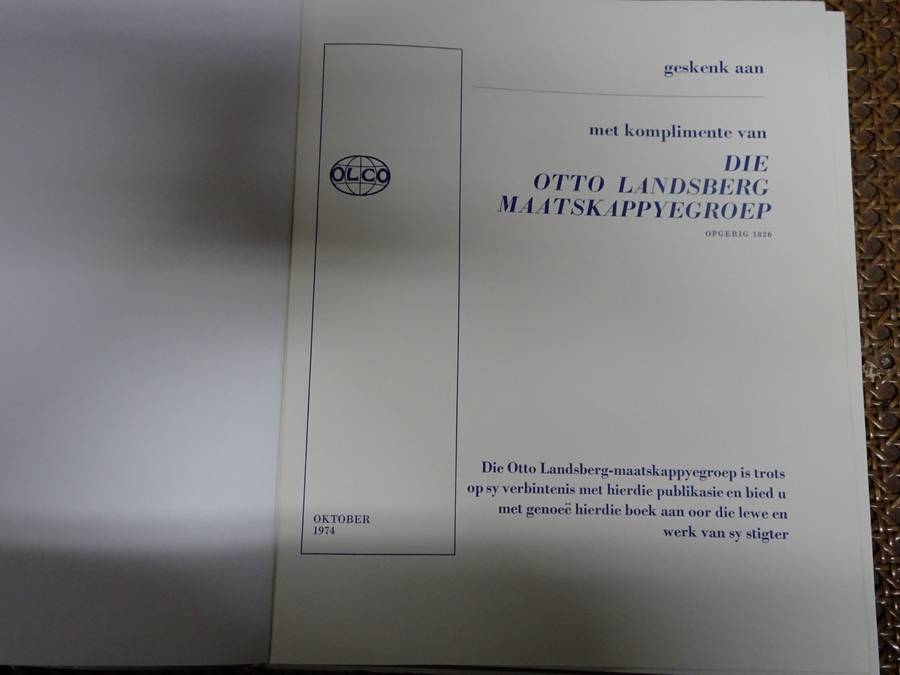 geskenk aan
met komplimente van
DIE
OTTO LANDSBERG
MAATSKAPPYEGROEP
OPGERIG 1826
OLCO
Die Otto Landsberg-maatskappyegroep is trots
op sy verbintenis met hierdie publikasie en bied u
met genoeë hierdie boek aan oor die lewe en
werk van sy stigter
OKTOBER
1974